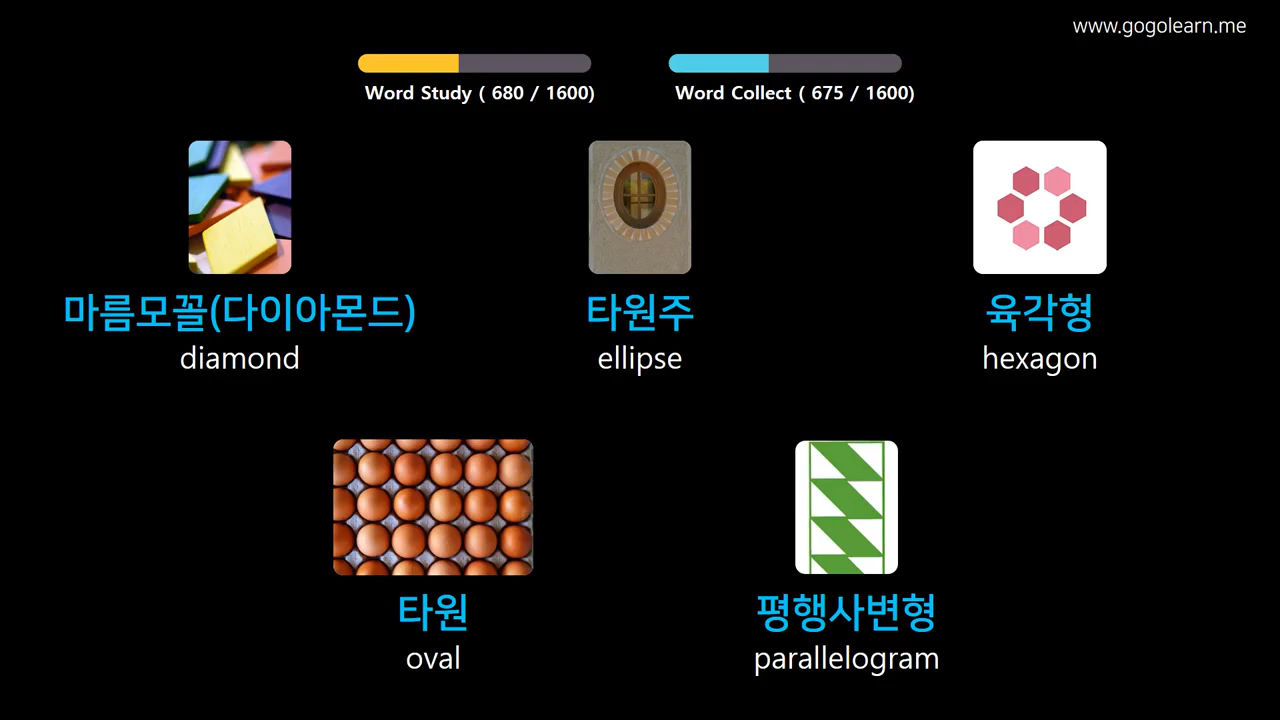 www.gogolearn.me
Word Study ( 680 / 1600)
Word Collect ( 675 / 1600)
마름모꼴(다이아몬드)
diamond
타원주
ellipse
육각형
hexagon
타원
oval
평행사변형
parallelogram